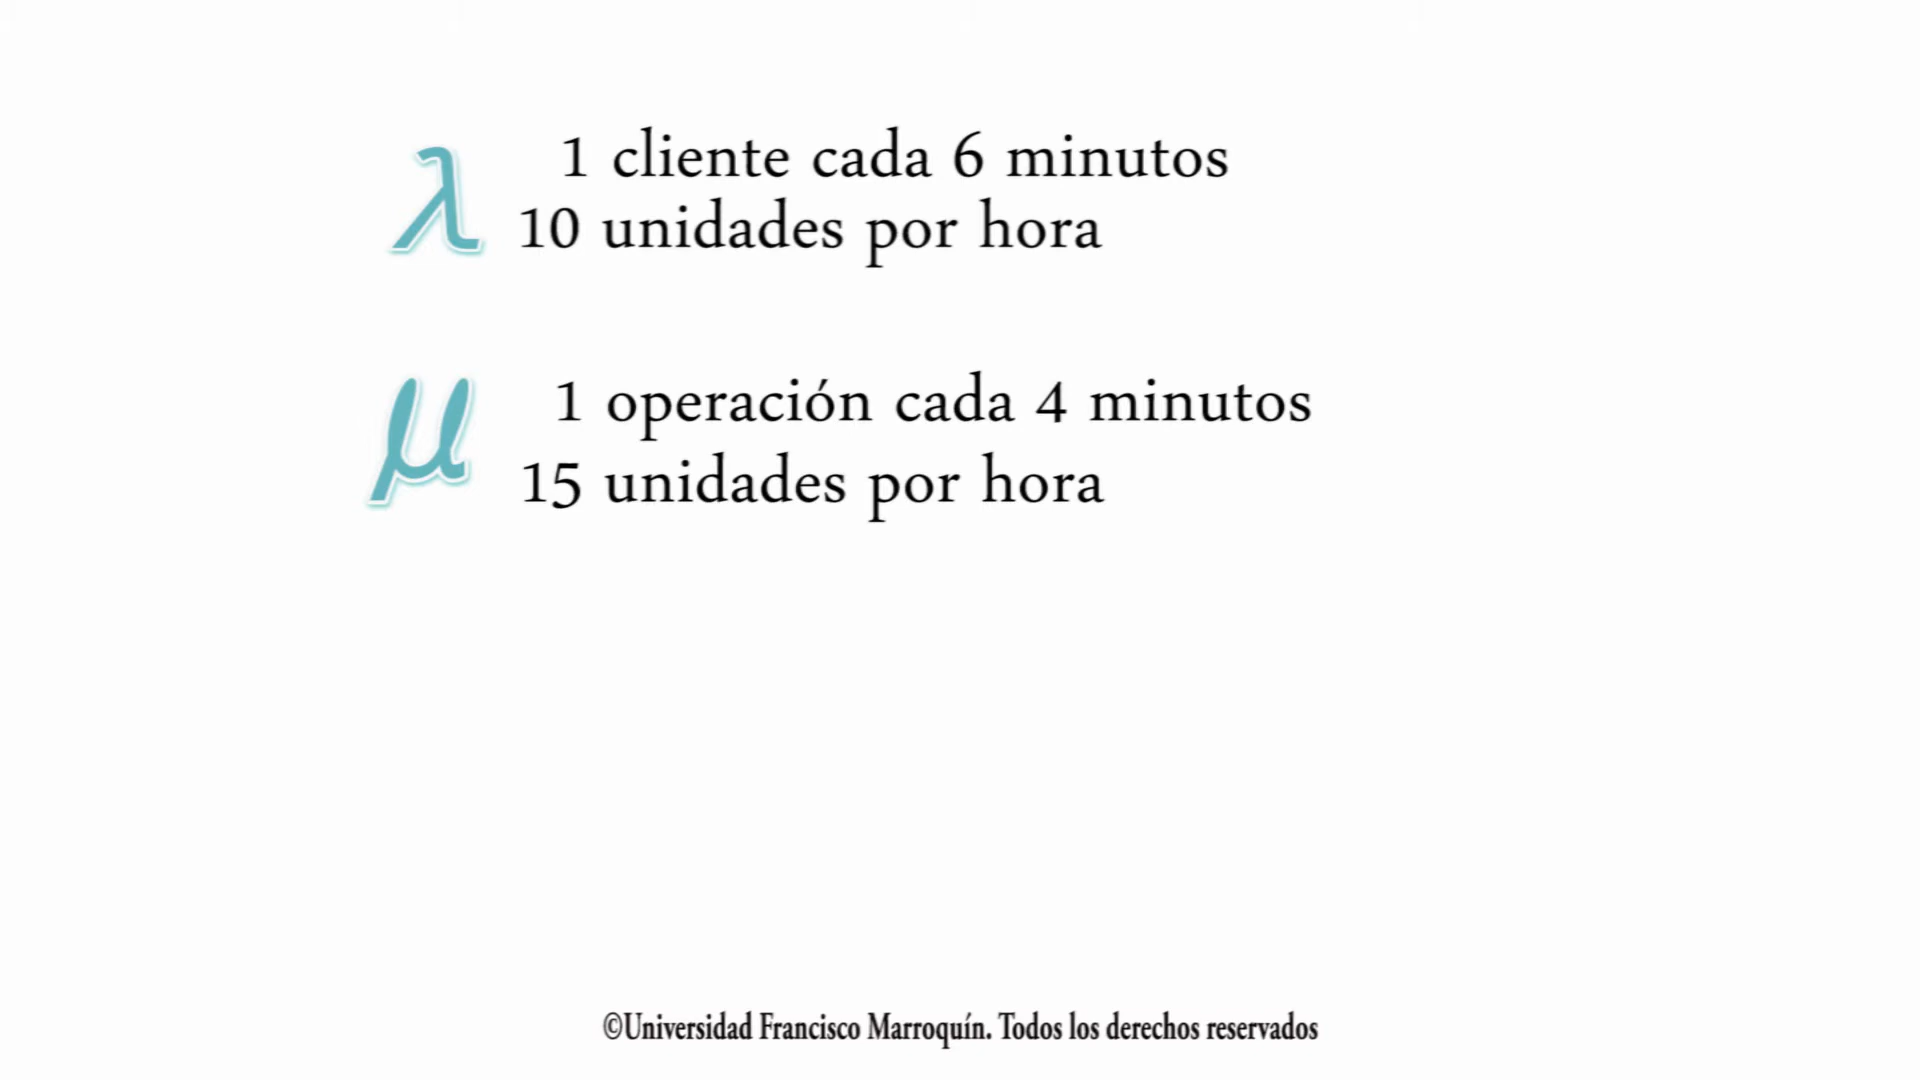 λ 1 cliente cada 6 minutos
10 unidades por hora
μ 1 operación cada 4 minutos
15 unidades por hora
©Universidad Francisco Marroquín. Todos los derechos reservados